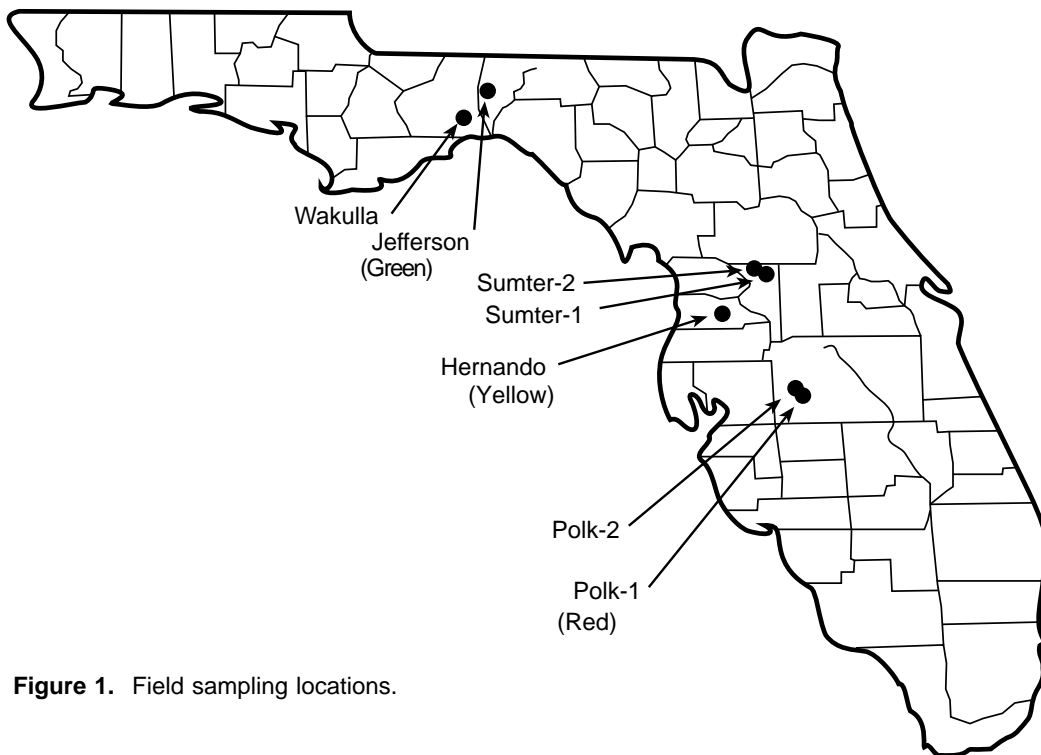 Wakulla
Jefferson
(Green)
Sumter-2
Sumter-1
Hernando
(Yellow)
Polk-2
Polk-1
(Red)
Figure 1. Field sampling locations.